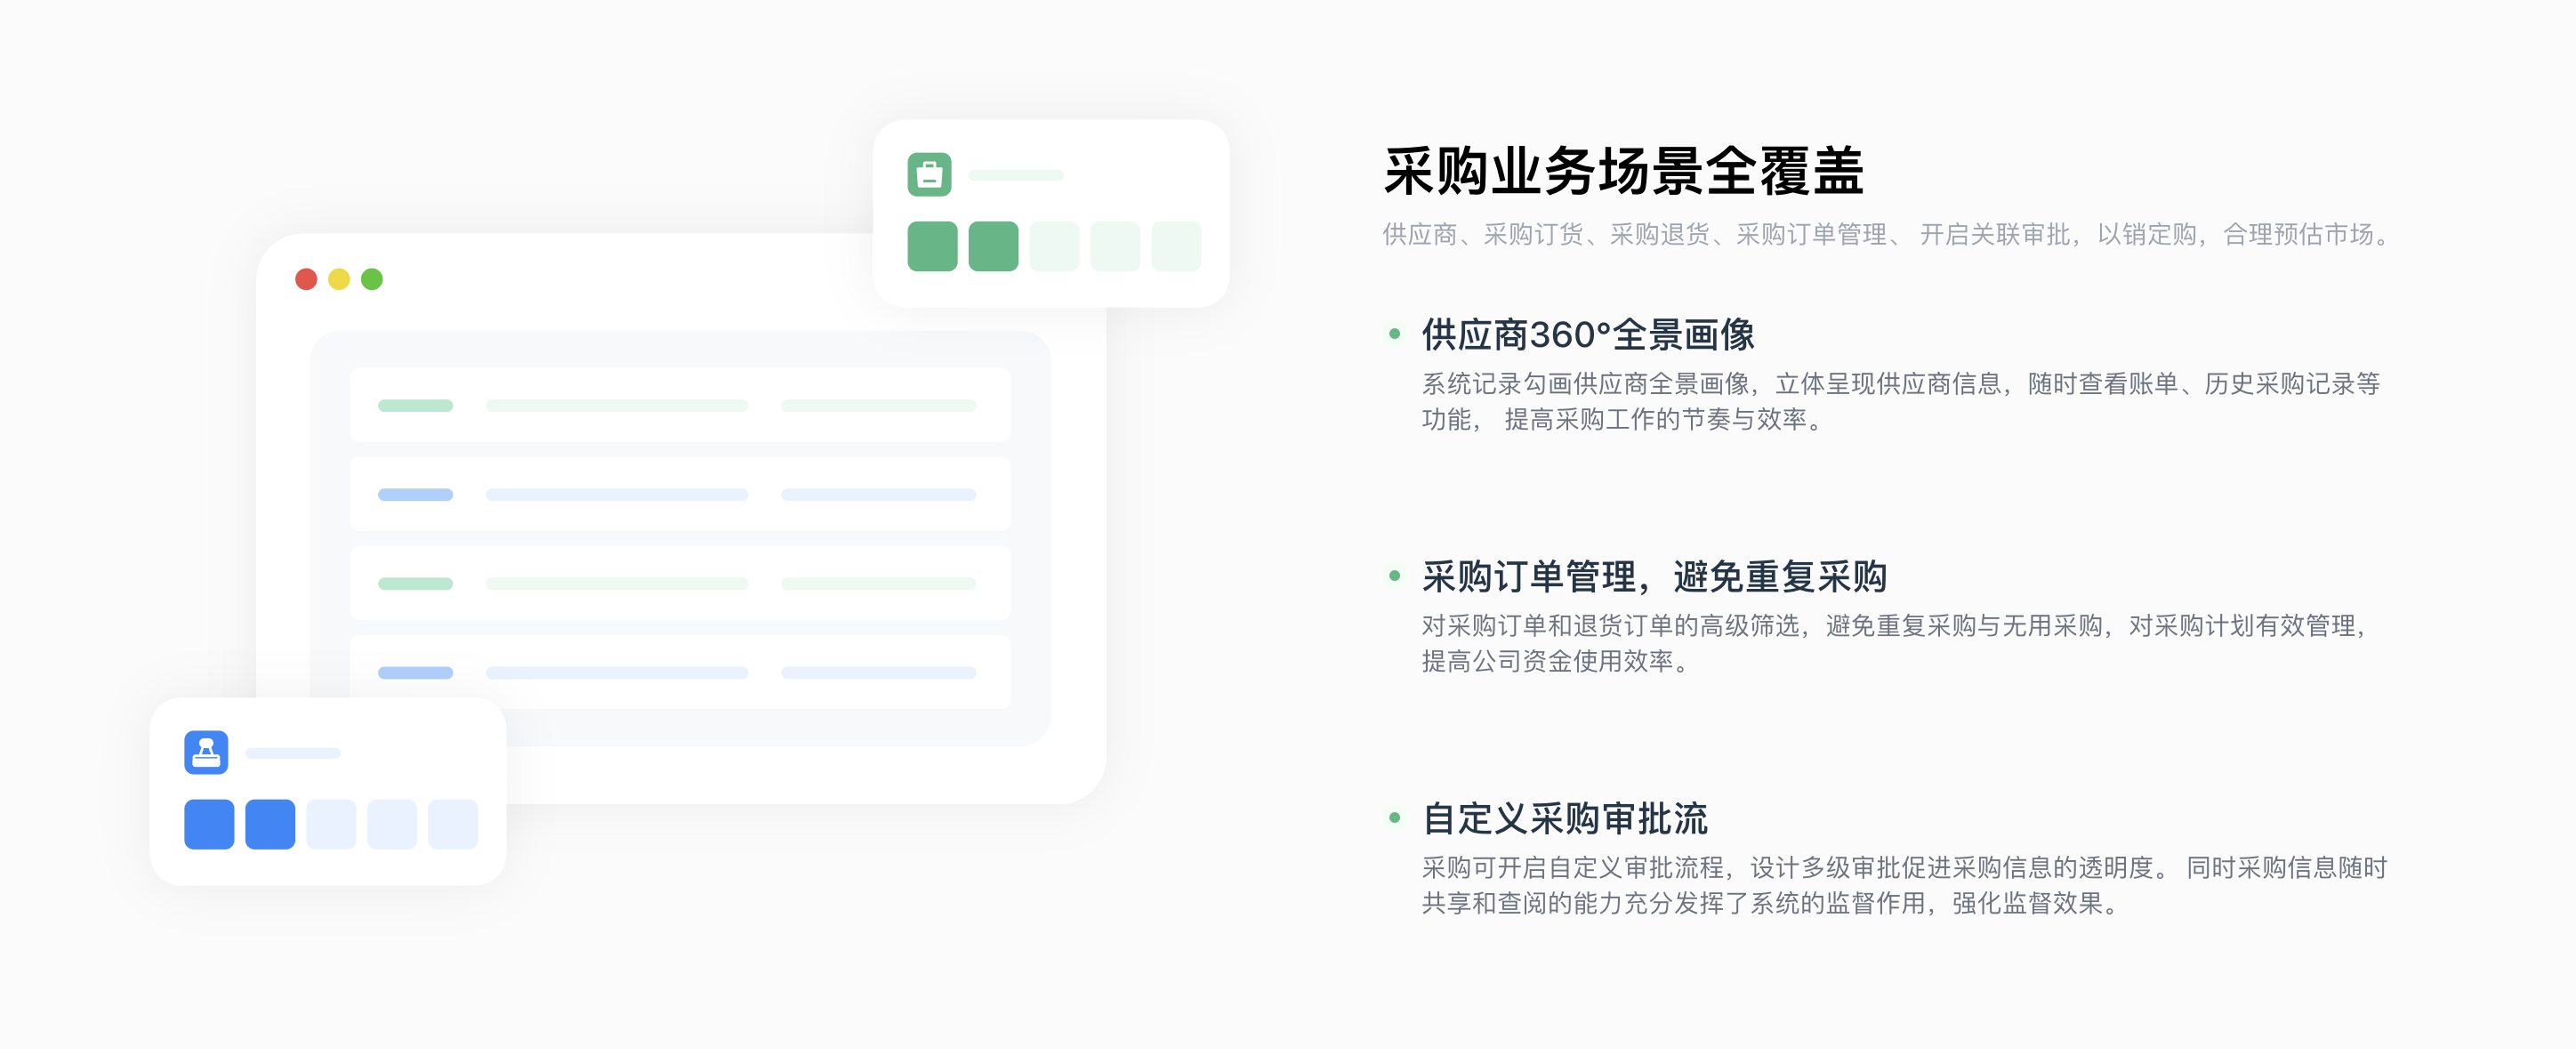 采购业务场景全覆盖
供应商、采购订货、采购退货、采购订单管理、 开启关联审批，以销定购，合理预估市场。
供应商360°全景画像
系统记录勾画供应商全景画像，立体呈现供应商信息，随时查看账单、历史采购记录等
功能， 提高采购工作的节奏与效率。
采购订单管理，避免重复采购
对采购订单和退货订单的高级筛选，避免重复采购与无用采购，对采购计划有效管理，
提高公司资金使用效率。
自定义采购审批流
采购可开启自定义审批流程，设计多级审批促进采购信息的透明度。 同时采购信息随时
共享和查阅的能力充分发挥了系统的监督作用，强化监督效果。